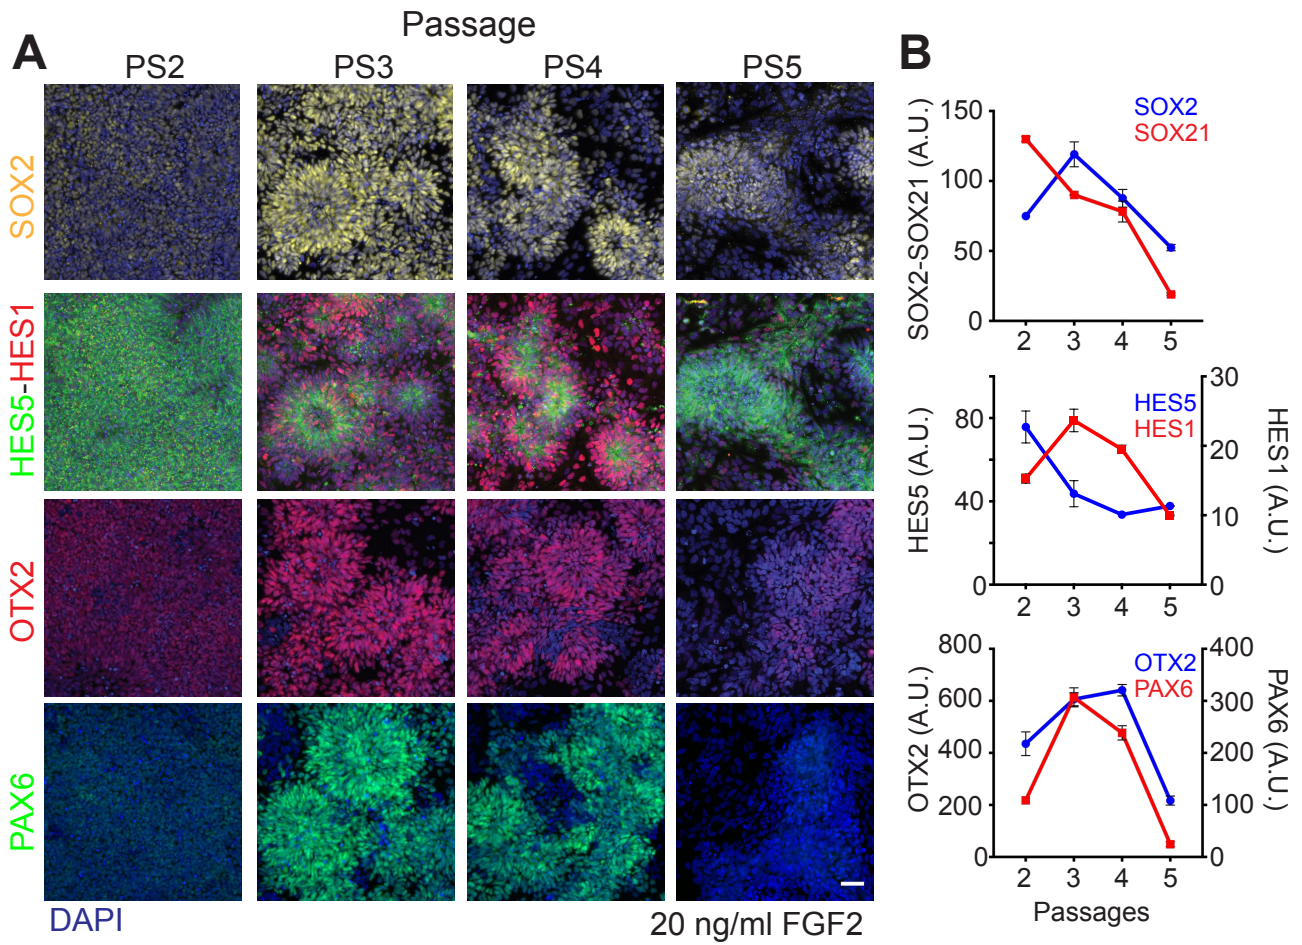 Passage
A
PS2 PS3 PS4 PS5
SOX2
HES5-HES1
OTX2
PAX6
DAPI
20 ng/ml FGF2
B
SOX2-SOX21 (A.U.)
150
100
50
0
SOX2
SOX21
2 3 4 5
HES5 (A.U.)
80
40
0
HES5
HES1
30
20
10
0
HES1 (A.U.)
2 3 4 5
OTX2 (A.U.)
800
600
400
200
0
OTX2
PAX6
400
300
200
100
0
PAX6 (A.U.)
2 3 4 5
Passages